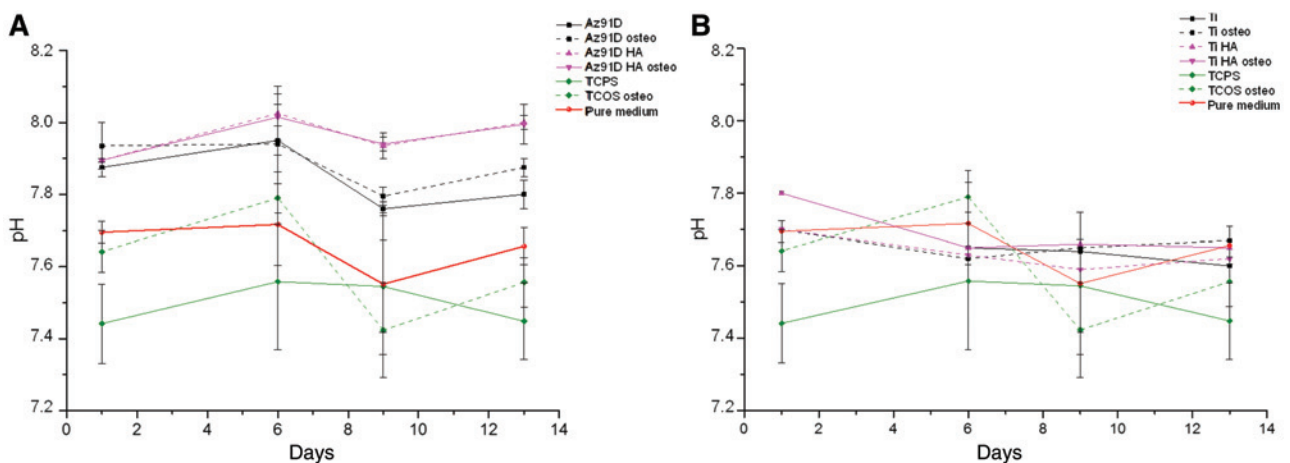 A
Az91D
Az91D osteo
Az91D HA
Az91D HA osteo
TCPS
TCOS osteo
Pure medium
8.2
8.0
7.8
7.6
7.4
7.2
pH
0 2 4 6 8 10 12 14
Days
B
Ti
Ti osteo
Ti HA
Ti HA osteo
TCPS
TCOS osteo
Pure medium
8.2
8.0
7.8
7.6
7.4
7.2
pH
0 2 4 6 8 10 12 14
Days